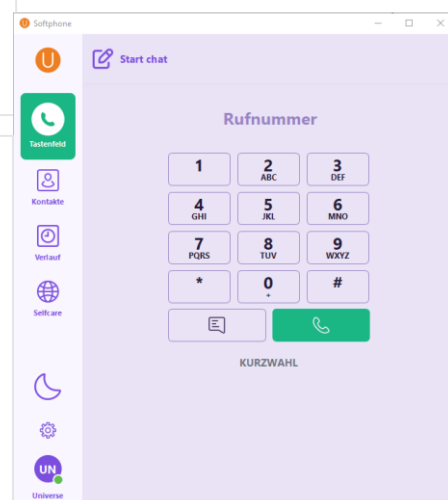 Softphone
U
Start chat
Tastenfeld
Kontakte
Verlauf
Selfcare
UN
Universe
Rufnummer
1
2
ABC
3
DEF
4
GHI
5
JKL
6
MNO
7
PQRS
8
TUV
9
WXYZ
*
0
+
#
KURZWAHL